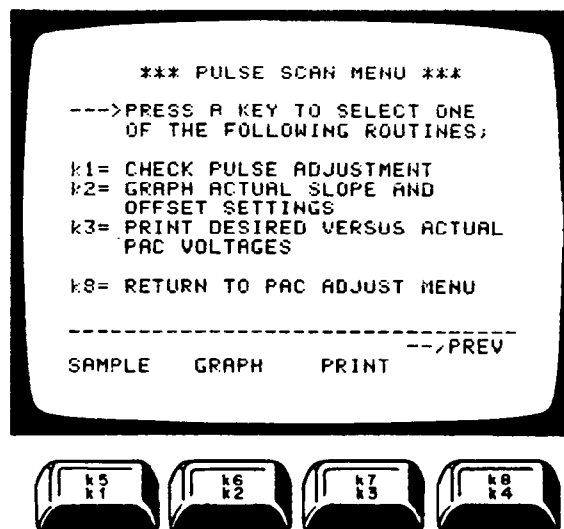 *** PULSE SCAN MENU ***
--->PRESS A KEY TO SELECT ONE
OF THE FOLLOWING ROUTINES;
k1= CHECK PULSE ADJUSTMENT
k2= GRAPH ACTUAL SLOPE AND
OFFSET SETTINGS
k3= PRINT DESIRED VERSUS ACTUAL
PAC VOLTAGES
k8= RETURN TO PAC ADJUST MENU
-->PREV
SAMPLE GRAPH PRINT
k5 k6 k7 k8
k1 k2 k3 k4